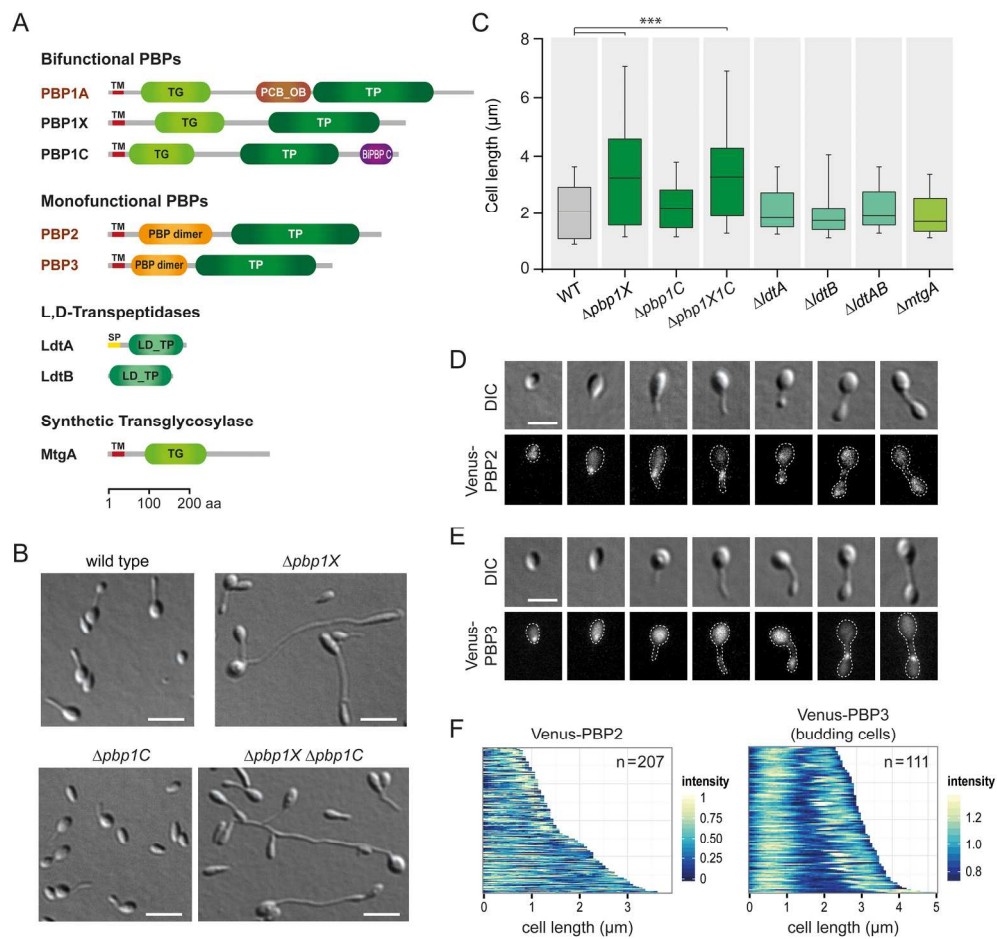 A
Bifunctional PBPs
PBP1A TM TG PCB_OB TP
PBP1X TM TG TP
PBP1C TM TG TP BiPBP C
Monofunctional PBPs
PBP2 TM PBP dimer TP
PBP3 TM PBP dimer TP
L,D-Transpeptidases
LdtA SP LD_TP
LdtB LD_TP
Synthetic Transglycosylase
MtgA TM TG
0 100 200 aa
B
wild type Δpbp1X
Δpbp1C Δpbp1X Δpbp1C
C
***
Cell length (µm)
8
6
4
2
0
WT Δpbp1X Δpbp1C Δpbp1X1C ΔldtA ΔldtB ΔldtAB ΔmtgA
D
DIC
Venus-
PBP2
E
DIC
Venus-
PBP3
F
Venus-PBP2
n=207
intensity
1
0.75
0.50
0.25
0
0 1 2 3
cell length (µm)
Venus-PBP3
(budding cells)
n=111
intensity
1.2
1.0
0.8
0 1 2 3 4 5
cell length (µm)